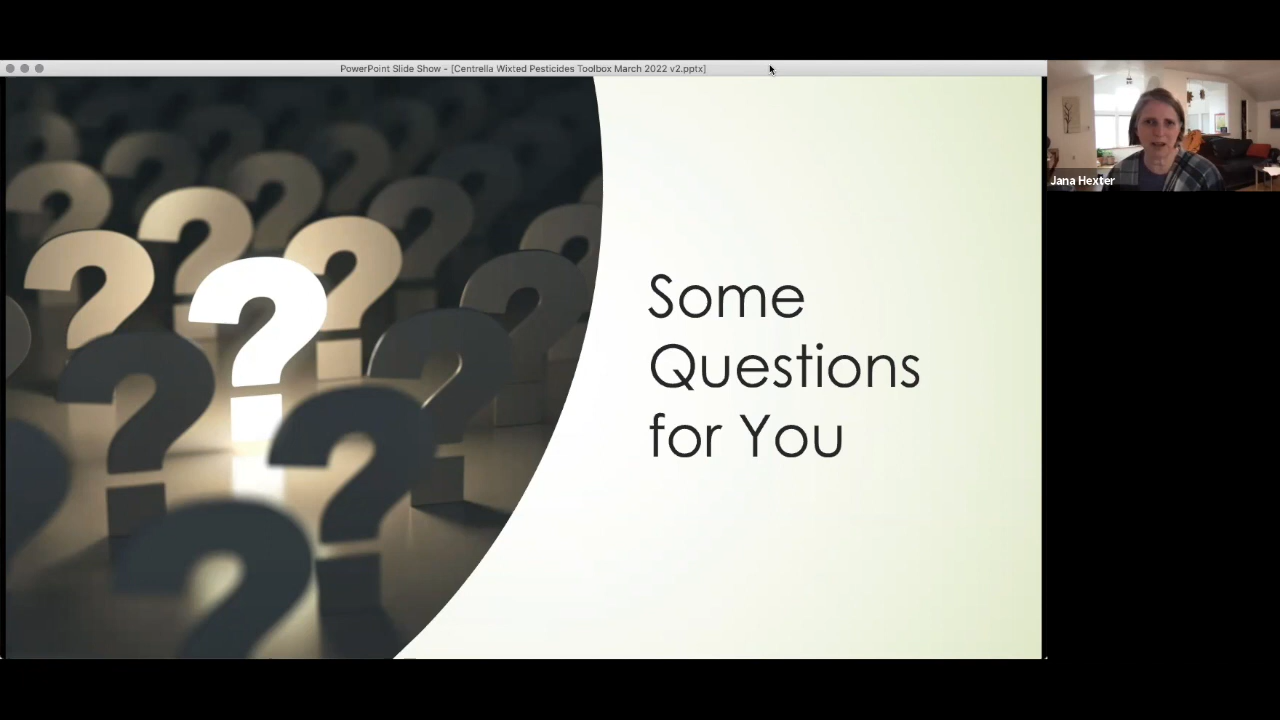 PowerPoint Slide Show - [Centrella Wixted Pesticides Toolbox March 2022 v2.pptx]
Jana Hexter
Some
Questions
for You